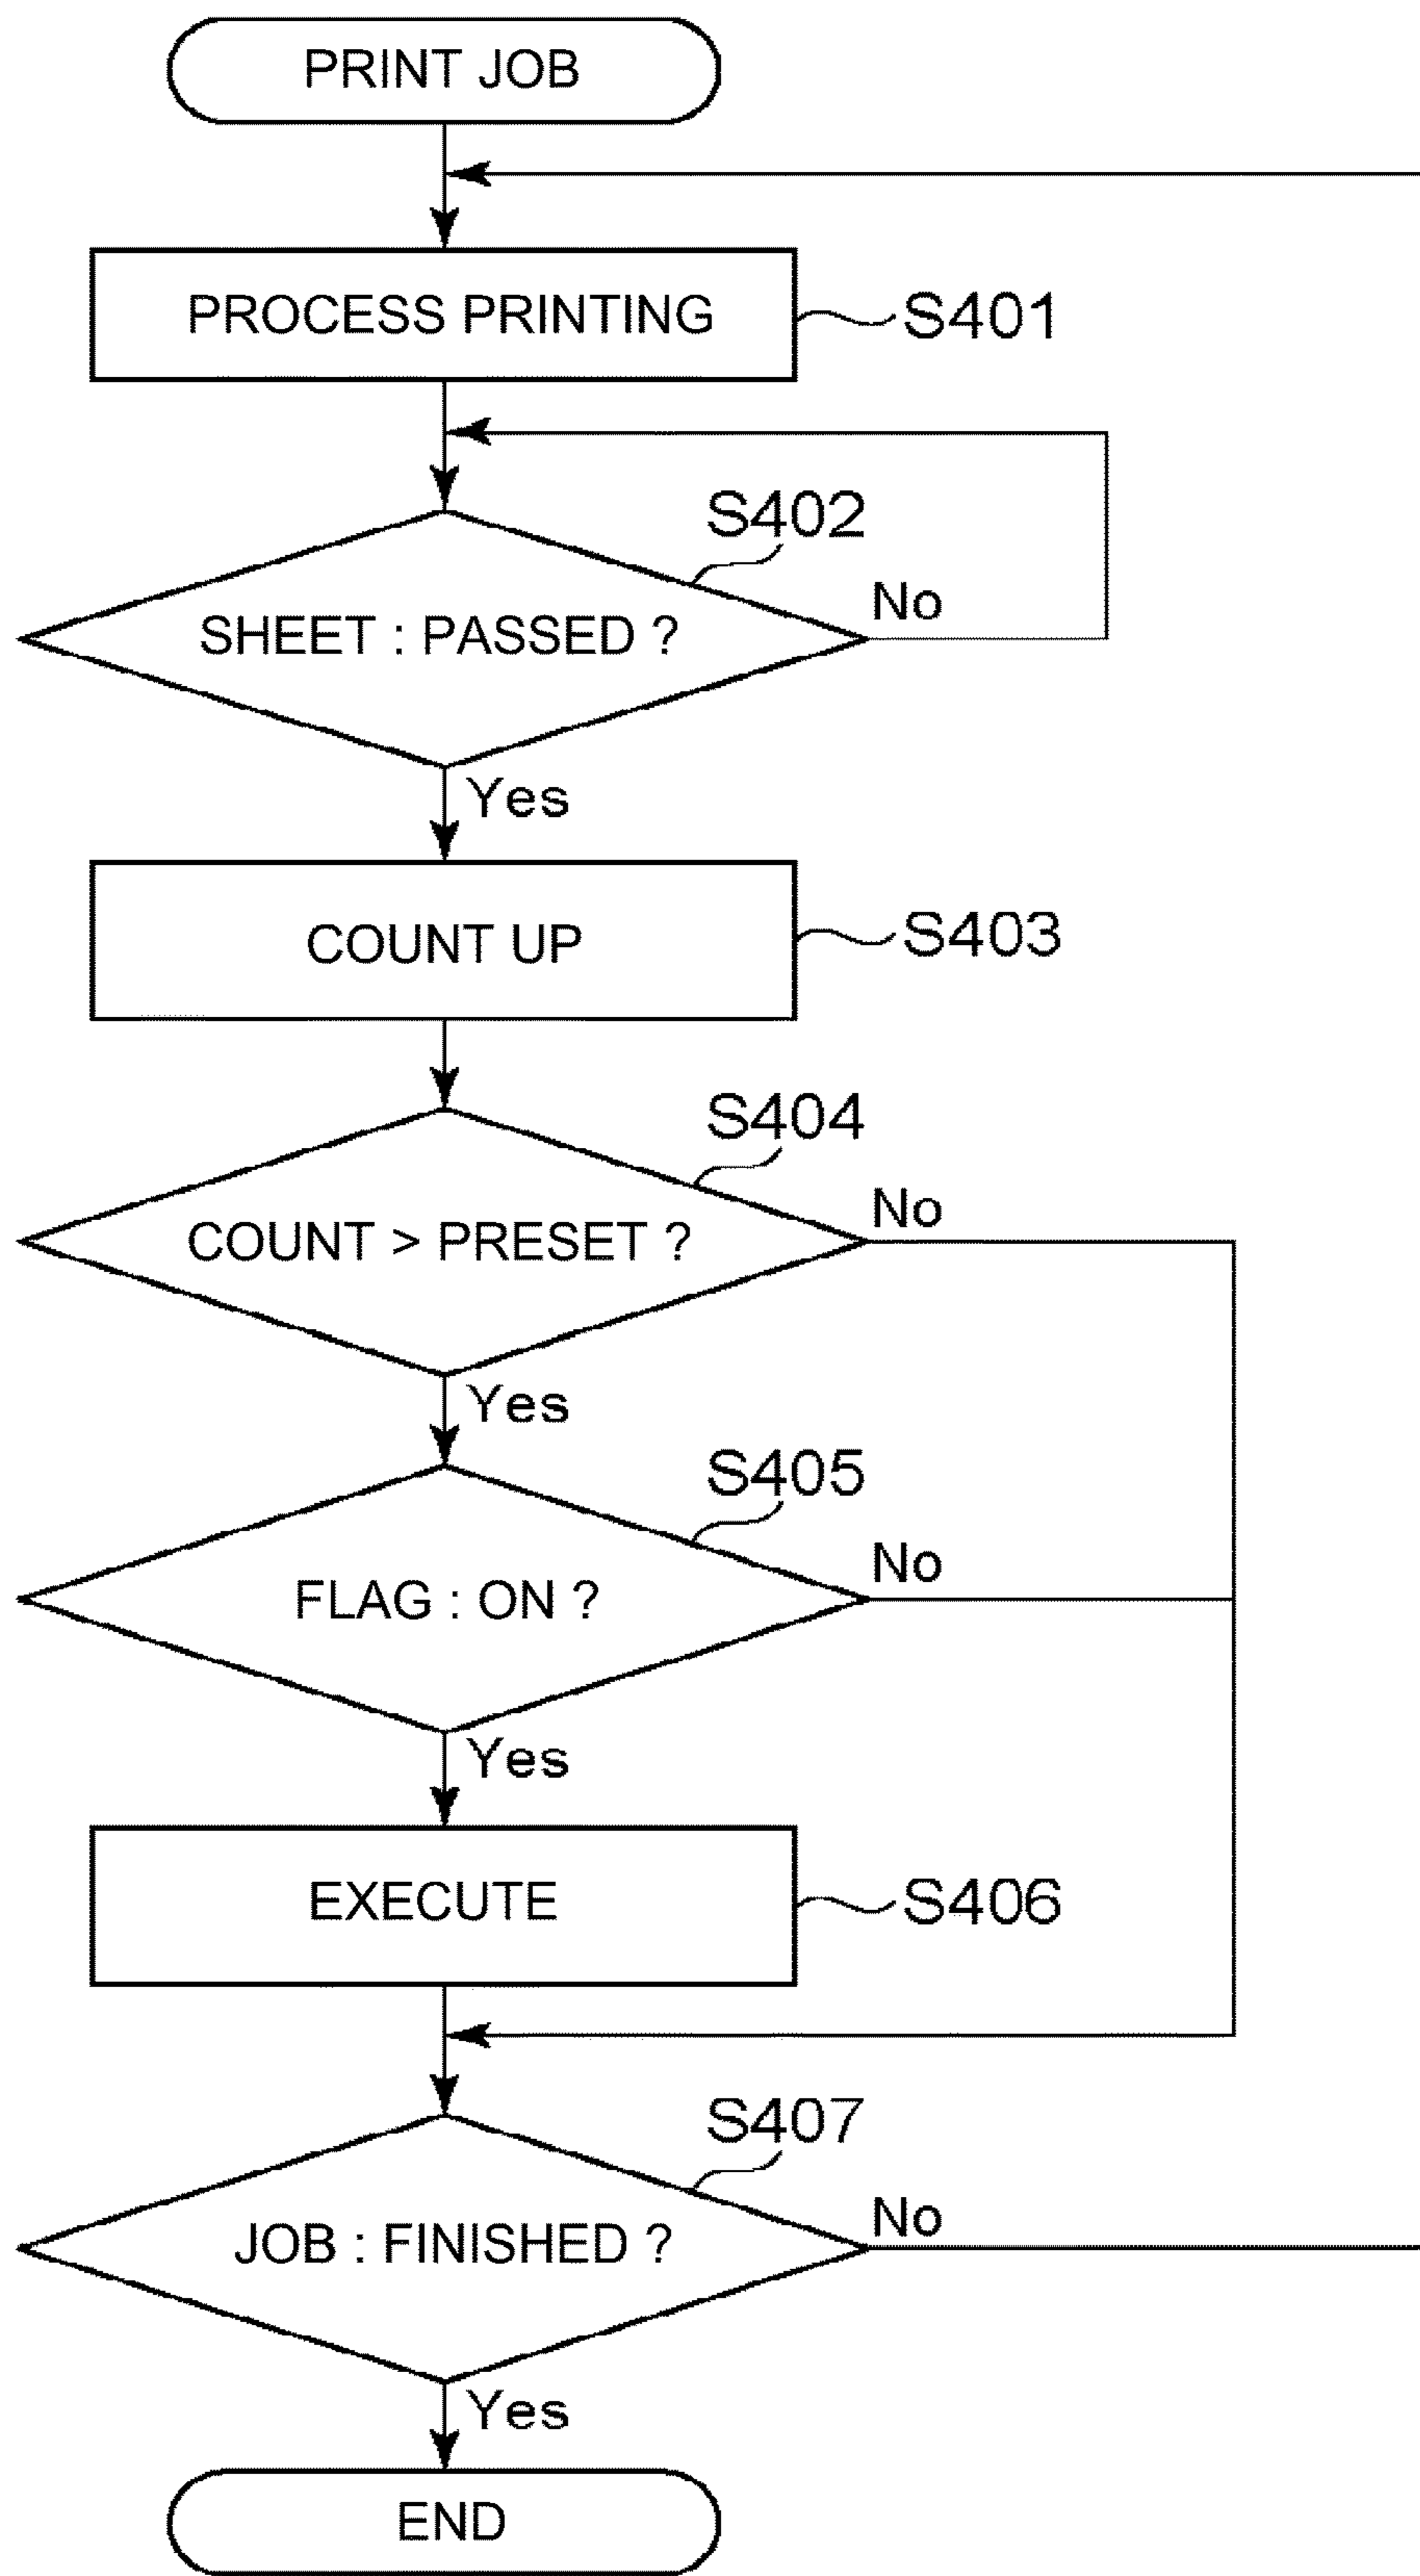 PRINT JOB
PROCESS PRINTING
S401
S402
SHEET : PASSED ?
No
Yes
COUNT UP
S403
S404
COUNT > PRESET ?
No
Yes
S405
FLAG : ON ?
No
Yes
EXECUTE
S406
S407
JOB : FINISHED ?
No
Yes
END